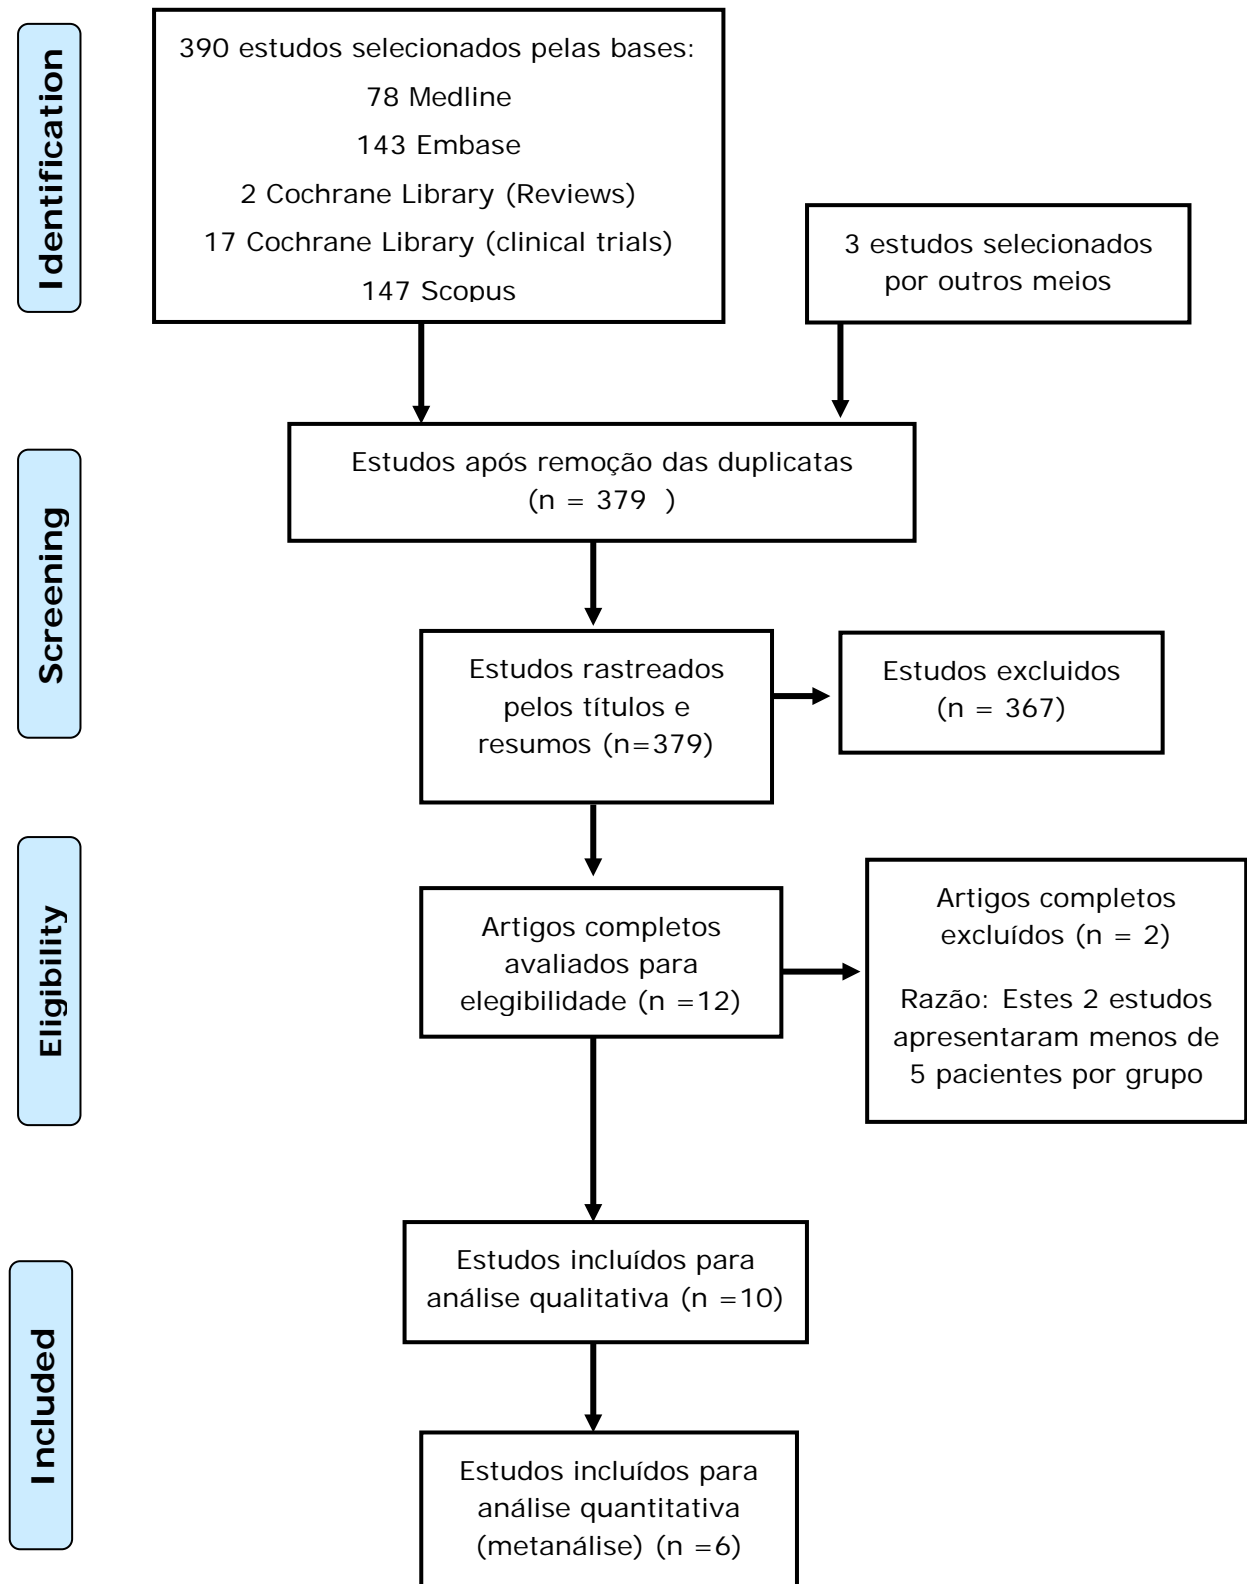 Identification
390 estudos selecionados pelas bases:
78 Medline
143 Embase
2 Cochrane Library (Reviews)
17 Cochrane Library (clinical trials)
147 Scopus
3 estudos selecionados
por outros meios
Screening
Estudos após remoção das duplicatas
(n = 379 )
Estudos rastreados
pelos títulos e
resumos (n=379)
Estudos excluidos
(n = 367)
Eligibility
Artigos completos
avaliados para
elegibilidade (n =12)
Artigos completos
excluídos (n = 2)
Razão: Estes 2 estudos
apresentaram menos de
5 pacientes por grupo
Included
Estudos incluídos para
análise qualitativa (n =10)
Estudos incluídos para
análise quantitativa
(metanálise) (n =6)